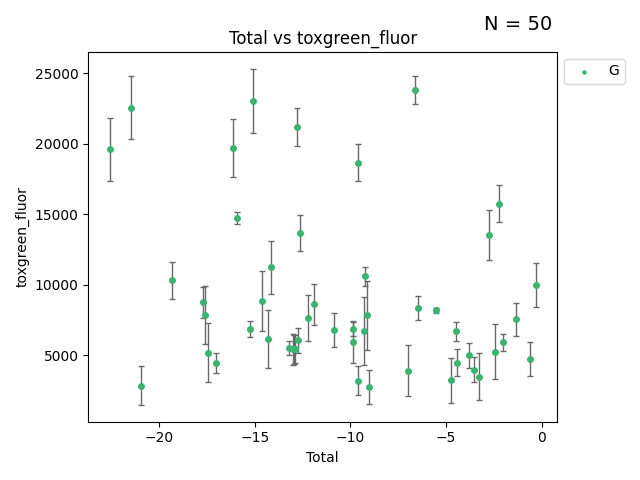 N = 50
Total vs toxgreen_fluor
G
25000
20000
15000
10000
5000
toxgreen_fluor
−20
−15
−10
−5
0
Total